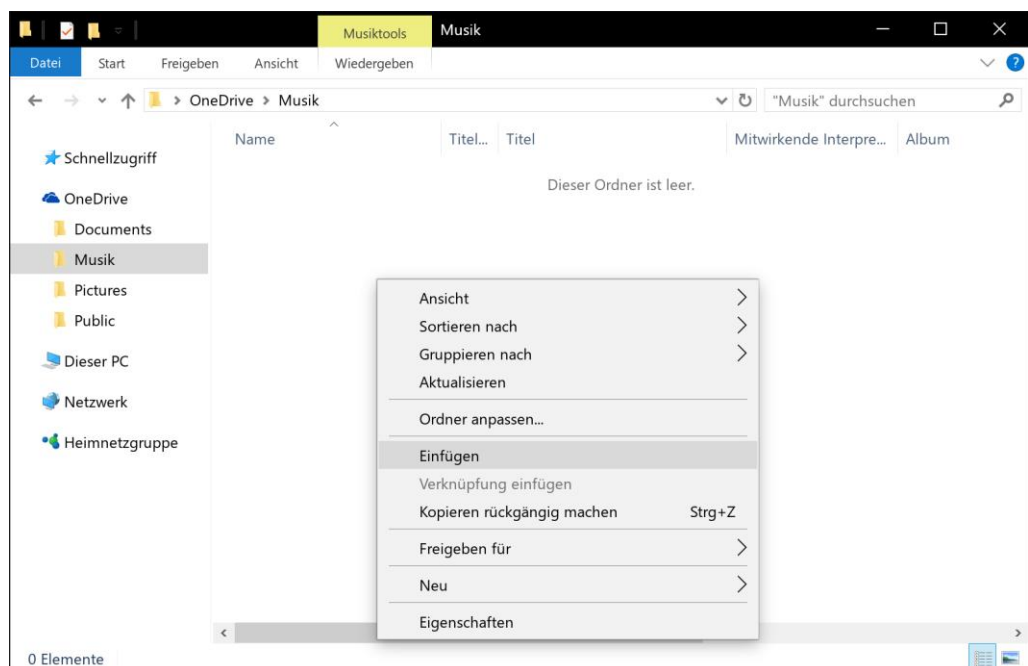 Musiktools Musik
Datei Start Freigeben Ansicht Wiedergeben
OneDrive Musik "Musik" durchsuchen
Name Titel... Titel Mitwirkende Interpre... Album
Dieser Ordner ist leer.
Schnellzugriff
OneDrive
Documents
Musik
Pictures
Public
Dieser PC
Netzwerk
Heimnetzgruppe
Ansicht
Sortieren nach
Gruppieren nach
Aktualisieren
Ordner anpassen...
Einfügen
Verknüpfung einfügen
Kopieren rückgängig machen Strg+Z
Freigeben für
Neu
Eigenschaften
0 Elemente